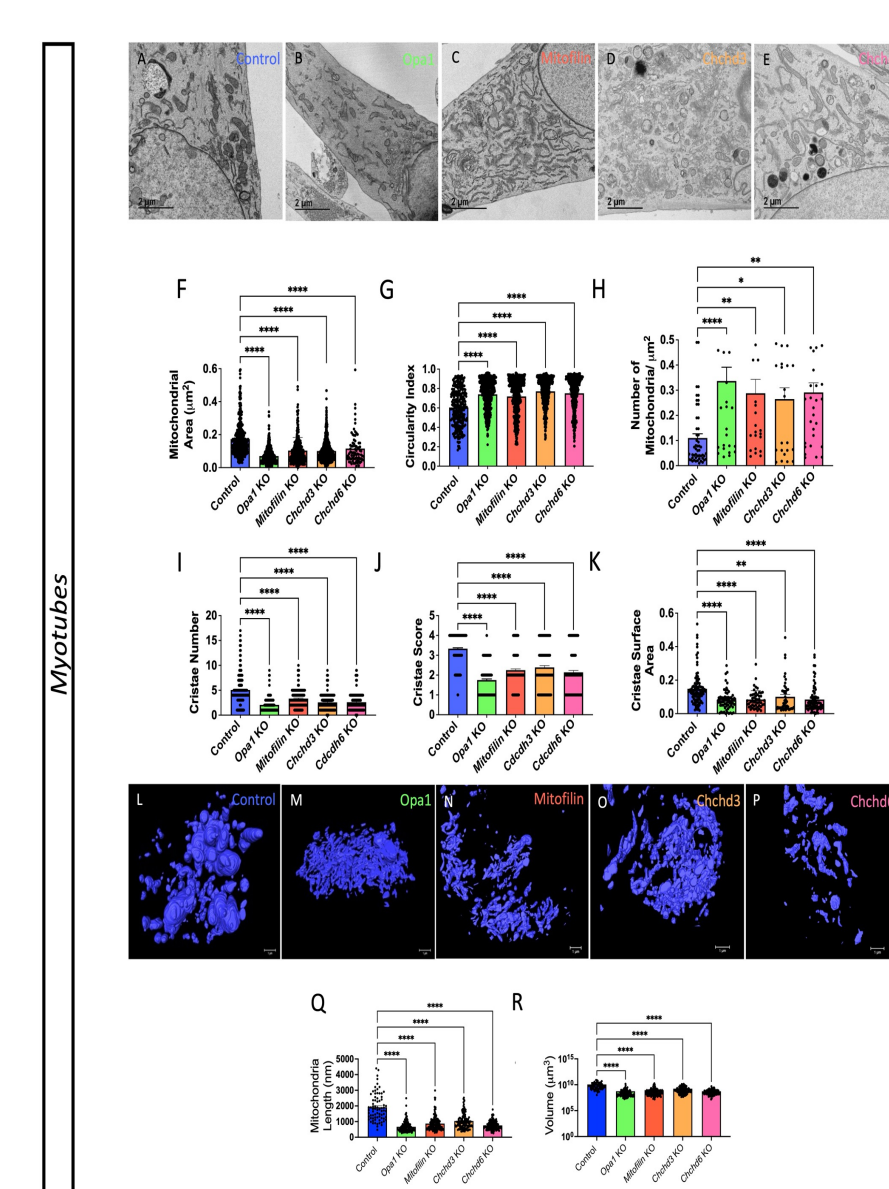 Myotubes
A
Control
B
Opa1
C
Mitofilin
D
Chchd3
E
2 μm
2 μm
2 μm
2 μm
2 μm
F
****
****
****
****
Mitochondrial
Area (μm²)
0.6
0.4
0.2
0.0
Control
Opa1 KO
Mitofilin KO
Chchd3 KO
Chchd6 KO
G
****
****
****
****
Circularity Index
1.0
0.8
0.6
0.4
0.2
0.0
Control
Opa1 KO
Mitofilin KO
Chchd3 KO
Chchd6 KO
H
**
*
**
****
Number of
Mitochondria/ μm²
0.5
0.4
0.3
0.2
0.1
0.0
Control
Opa1 KO
Mitofilin KO
Chchd3 KO
Chchd6 KO
I
****
****
****
****
Cristae Number
20
15
10
5
0
Control
Opa1 KO
Mitofilin KO
Chchd3 KO
Cdcdh6 KO
J
****
****
****
****
Cristae Score
5
4
3
2
1
0
Control
Opa1 KO
Mitofilin KO
Cdcdh3 KO
Cdcdh6 KO
K
****
**
****
****
Cristae Surface
Area
0.6
0.4
0.2
0.0
Control
Opa1 KO
Mitofilin KO
Chchd3 KO
Chchd6 KO
L
Control
M
Opa1
N
Mitofilin
O
Chchd3
P
Chchd6
1 μm
1 μm
1 μm
Q
****
****
****
****
Mitochondria
Length (nm)
5000
4000
3000
2000
1000
0
Control
Opa1 KO
Mitofilin KO
Chchd3 KO
Chchd6 KO
R
****
****
****
****
Volume (μm³)
10¹⁵
10¹⁰
10⁵
10⁰
Control
Opa1 KO
Mitofilin KO
Chchd3 KO
Chchd6 KO